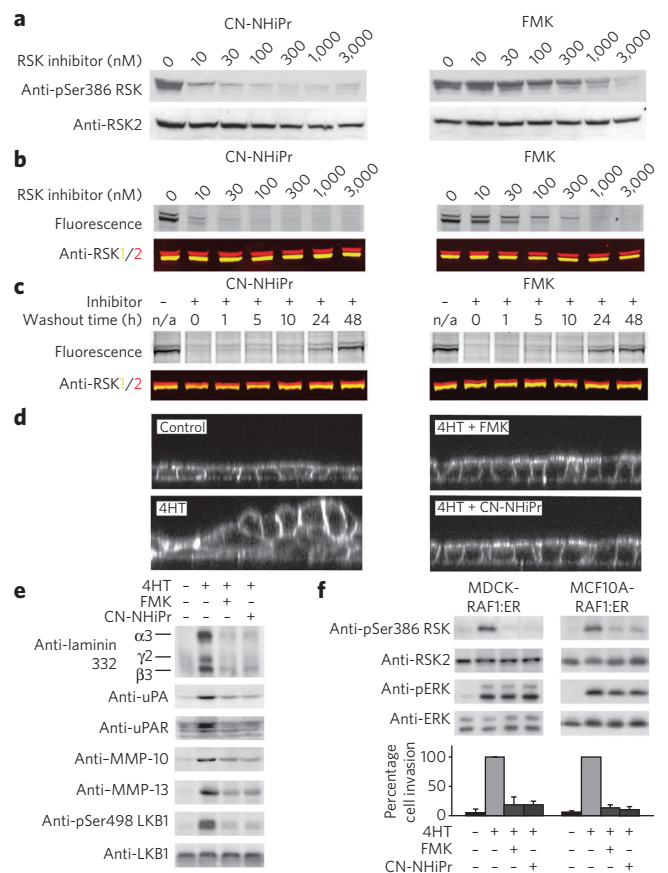 a
CN-NHiPr
FMK
RSK inhibitor (nM) 0 10 30 100 300 1,000 3,000 0 10 30 100 300 1,000 3,000
Anti-pSer386 RSK
Anti-RSK2
b
CN-NHiPr
FMK
RSK inhibitor (nM) 0 10 30 100 300 1,000 3,000 0 10 30 100 300 1,000 3,000
Fluorescence
Anti-RSK1/2
c
CN-NHiPr
FMK
Inhibitor – + + + + + + – + + + + + +
Washout time (h) n/a 0 1 5 10 24 48 n/a 0 1 5 10 24 48
Fluorescence
Anti-RSK1/2
d
Control
4HT + FMK
4HT
4HT + CN-NHiPr
e
4HT – + + +
FMK – – + –
CN-NHiPr – – – +
Anti-laminin 332
α3
γ2
β3
Anti-uPA
Anti-uPAR
Anti–MMP-10
Anti–MMP-13
Anti-pSer498 LKB1
Anti-LKB1
f
MDCK-RAF1:ER
MCF10A-RAF1:ER
Anti-pSer386 RSK
Anti-RSK2
Anti-pERK
Anti-ERK
Percentage cell invasion
100
50
0
4HT – + + + – + + +
FMK – – + – – – + –
CN-NHiPr – – – + – – – +